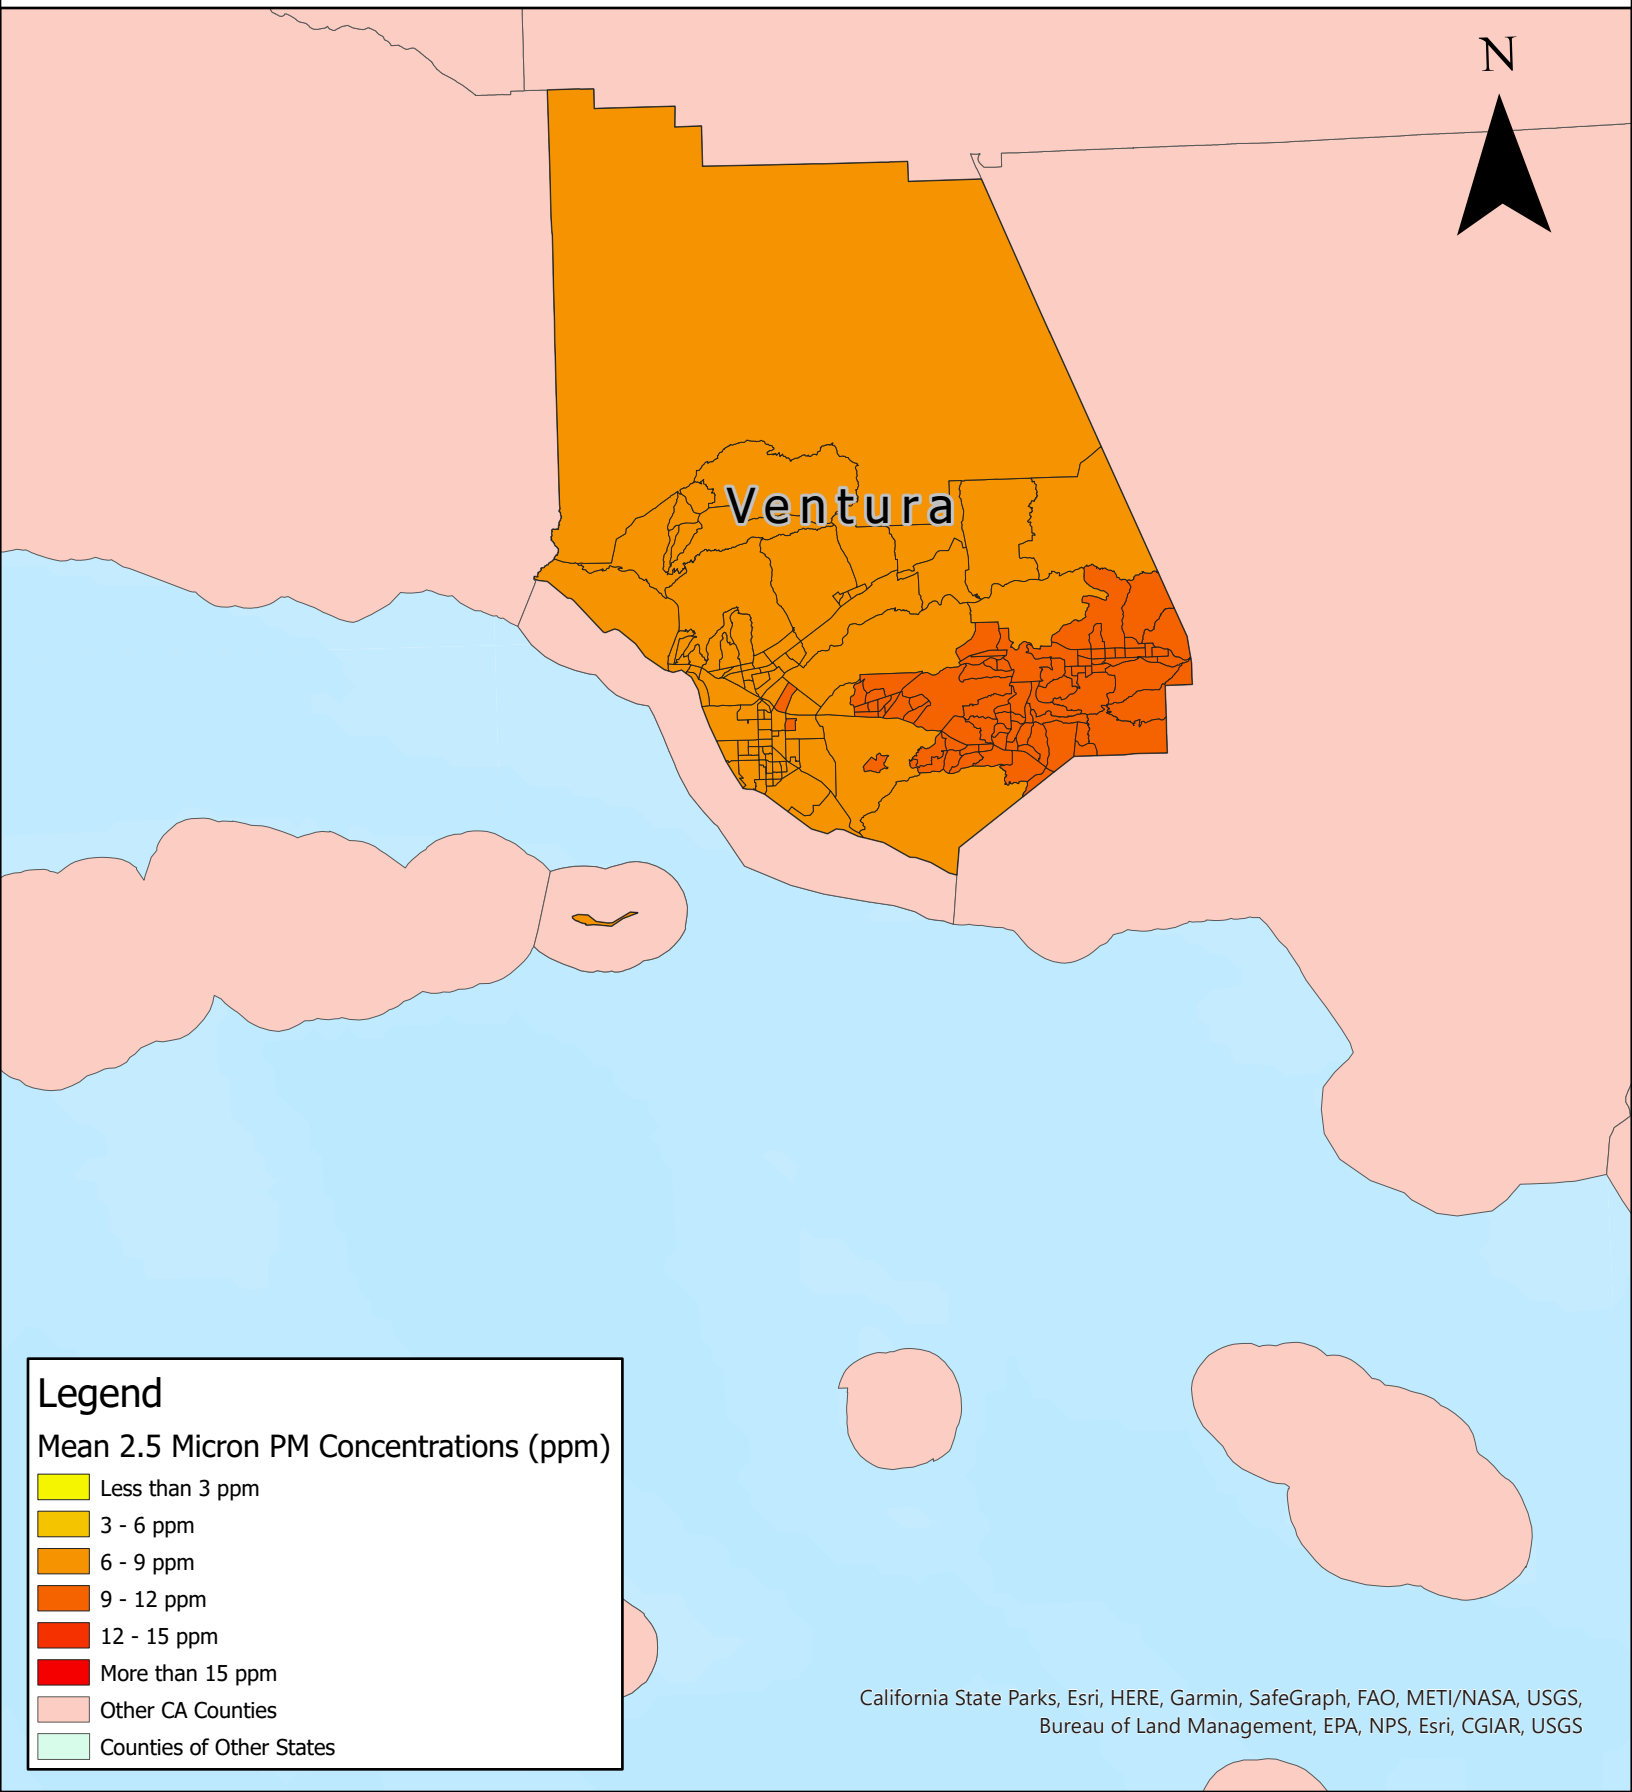 N
Ventura
Legend
Mean 2.5 Micron PM Concentrations (ppm)
Less than 3 ppm
3 - 6 ppm
6 - 9 ppm
9 - 12 ppm
12 - 15 ppm
More than 15 ppm
Other CA Counties
Counties of Other States
California State Parks, Esri, HERE, Garmin, SafeGraph, FAO, METI/NASA, USGS,
Bureau of Land Management, EPA, NPS, Esri, CGIAR, USGS